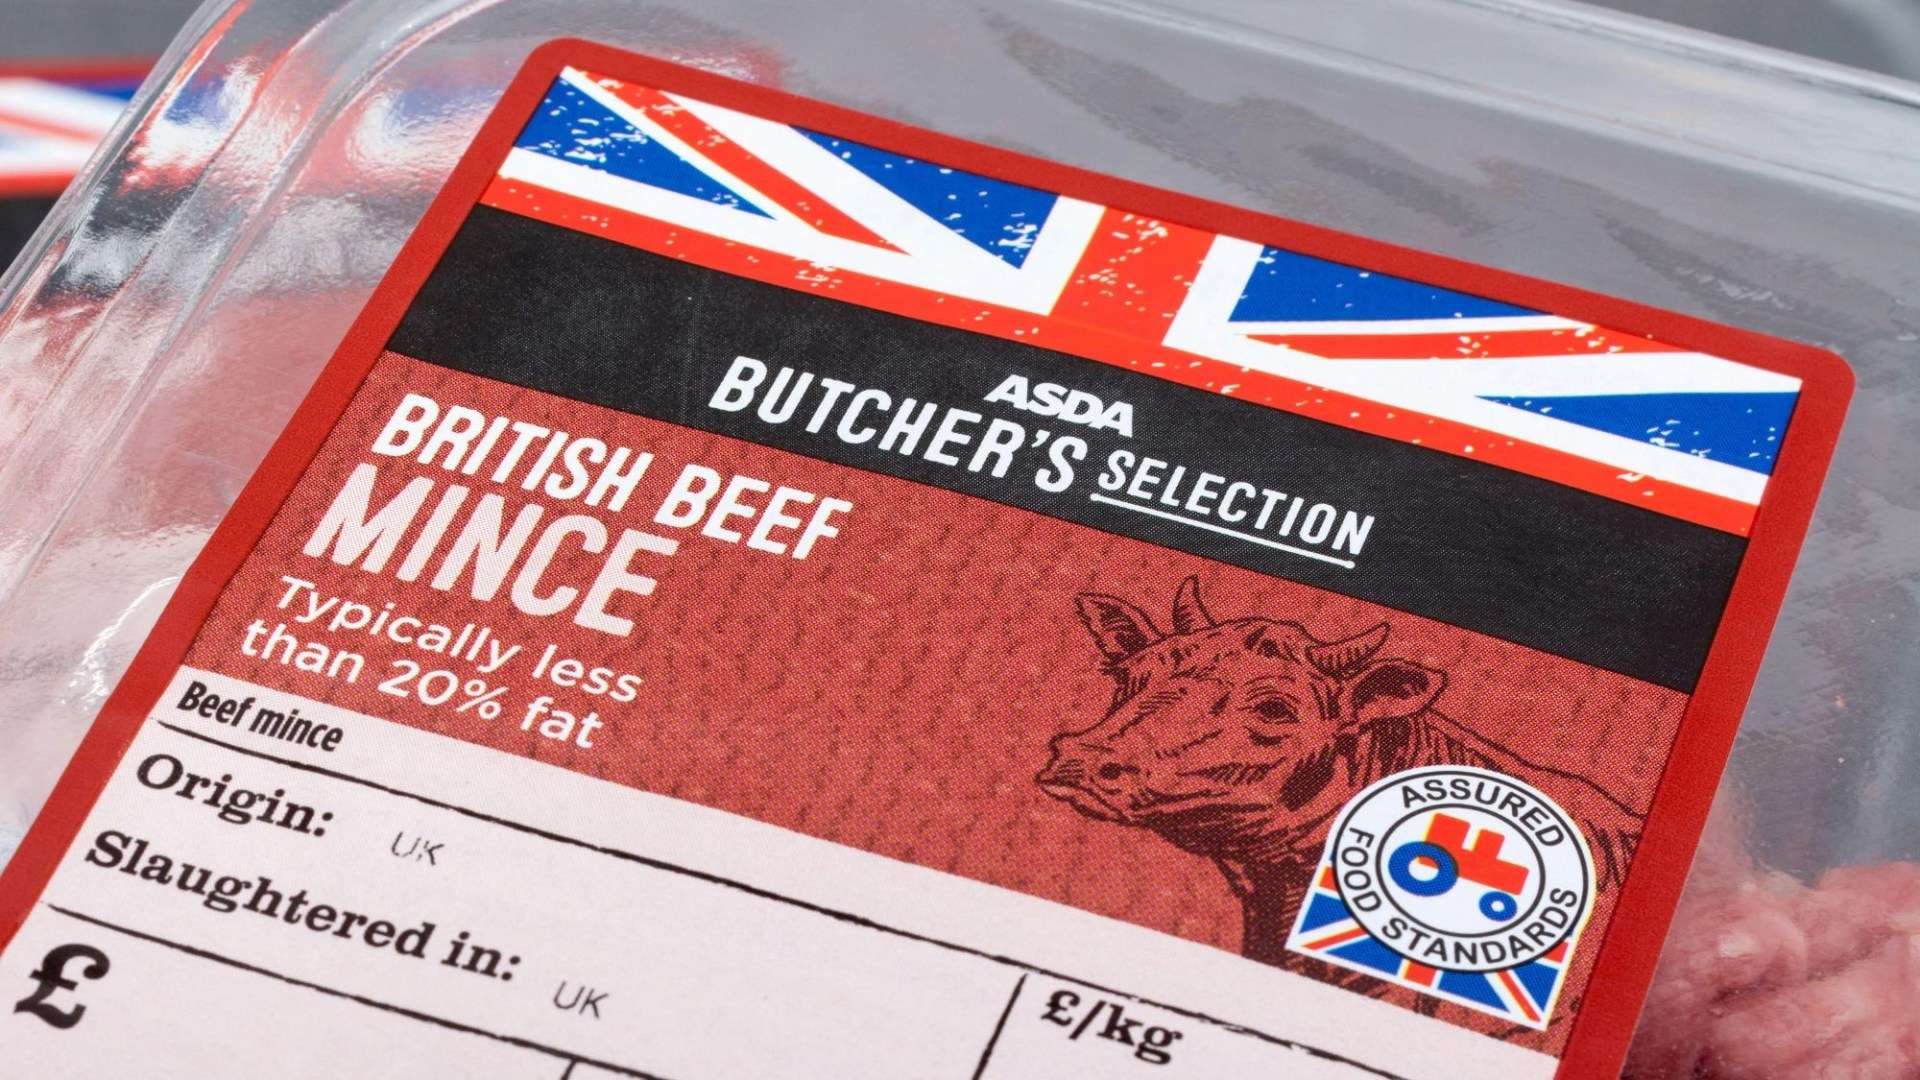 ASDA
BUTCHER'S SELECTION
BRITISH BEEF
MINCE
Typically less
than 20% fat
Beef mince
Origin: UK
Slaughtered in: UK
£
£/kg
ASSURED
FOOD STANDARDS